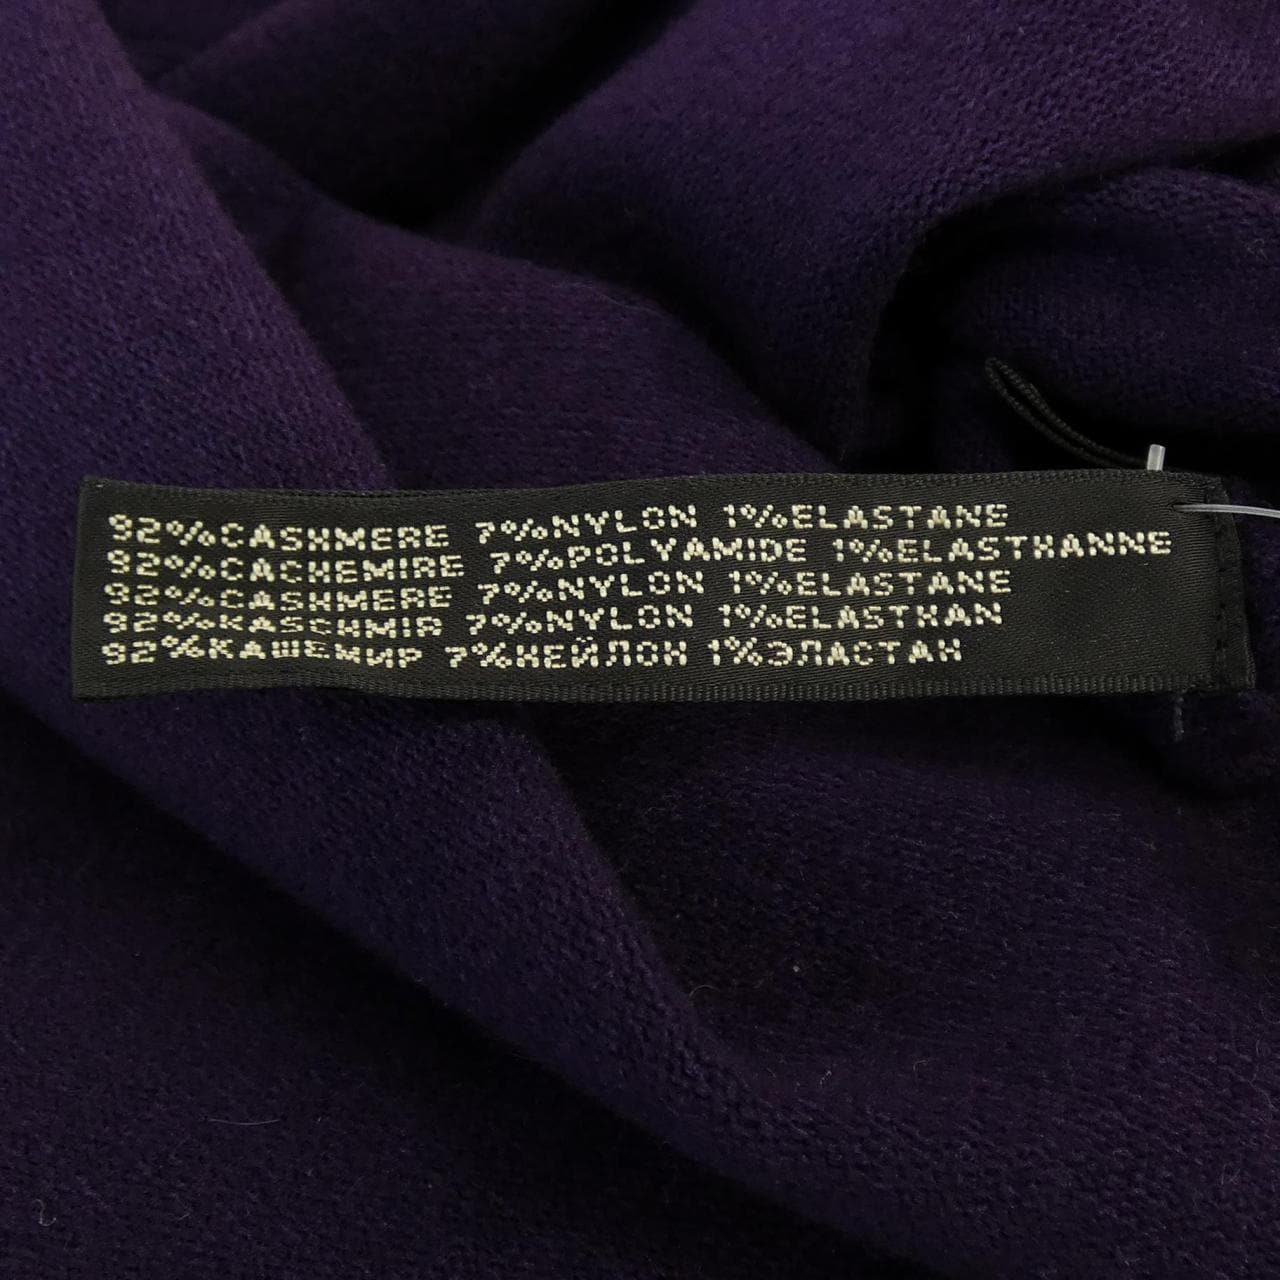 92%CASHMERE 7%NYLON 1%ELASTANE
92%CACHEMIRE 7%POLYAMIDE 1%ELASTHANNE
92%CASHMERE 7%NYLON 1%ELASTANE
92%KASCHMIR 7%NYLON 1%ELASTHAN
92%КАШЕМИР 7%НЕЙЛОН 1%ЭЛАСТАН